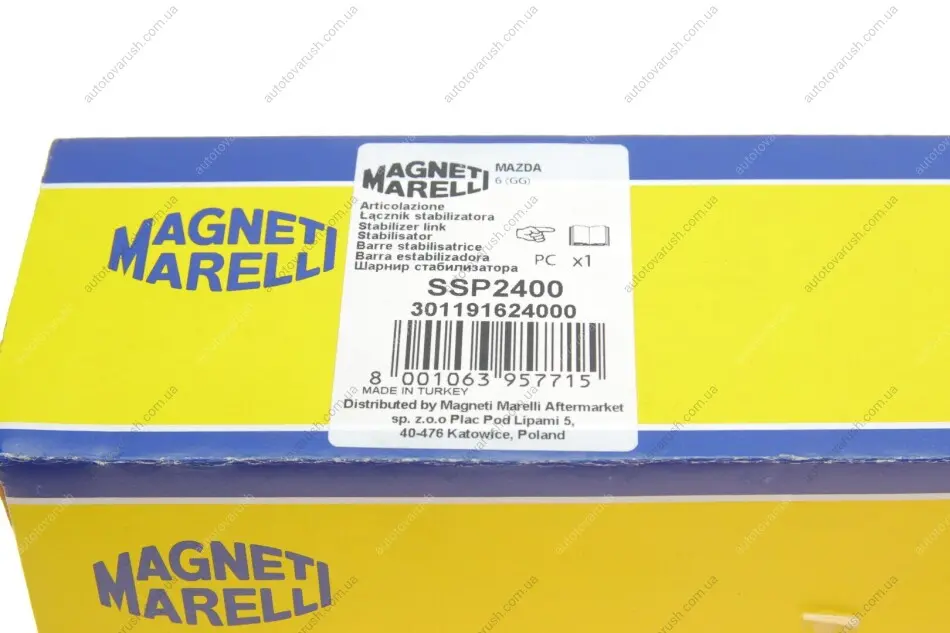 MAGNETI
MARELLI
MAGNETI
MARELLI
MAZDA
6 (GG)
Articolazione
Łącznik stabilizatora
Stabilizer link
Stabilisator
Barre stabilisatrice
Barra estabilizadora
Шарнир стабилизатора
PC x1
SSP2400
301191624000
8 001063 957715
MADE IN TURKEY
Distributed by Magneti Marelli Aftermarket
sp. z.o.o Plac Pod Lipami 5,
40-476 Katowice, Poland
MAGNETI
MARELLI
autotovarush.com.ua